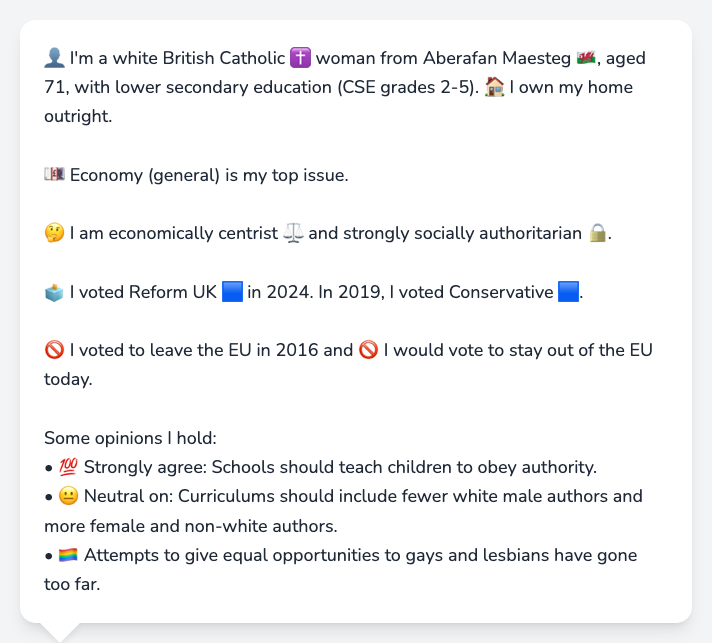 👤 I'm a white British Catholic ✝️ woman from Aberafan Maesteg 🏴󠁧󠁢󠁷󠁬󠁳󠁿, aged
71, with lower secondary education (CSE grades 2-5). 🏠 I own my home
outright.
💷 Economy (general) is my top issue.
🤔 I am economically centrist ⚖️ and strongly socially authoritarian 🔒.
🗳️ I voted Reform UK 🟦 in 2024. In 2019, I voted Conservative 🟦.
🚫 I voted to leave the EU in 2016 and 🚫 I would vote to stay out of the EU
today.
Some opinions I hold:
• 💯 Strongly agree: Schools should teach children to obey authority.
• 😐 Neutral on: Curriculums should include fewer white male authors and
more female and non-white authors.
• 🏳️‍🌈 Attempts to give equal opportunities to gays and lesbians have gone
too far.